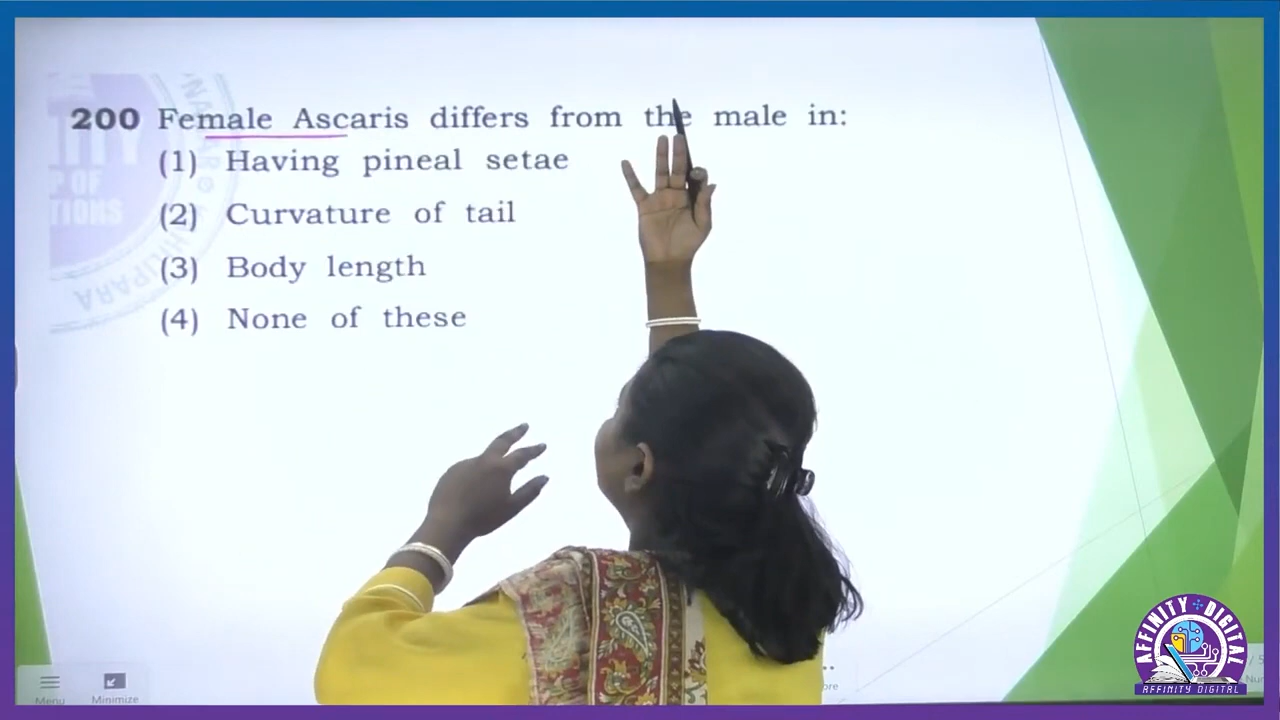 200 Female Ascaris differs from the male in:
(1) Having pineal setae
(2) Curvature of tail
(3) Body length
(4) None of these
Menu
Minimize
AFFINITY DIGITAL
AFFINITY DIGITAL